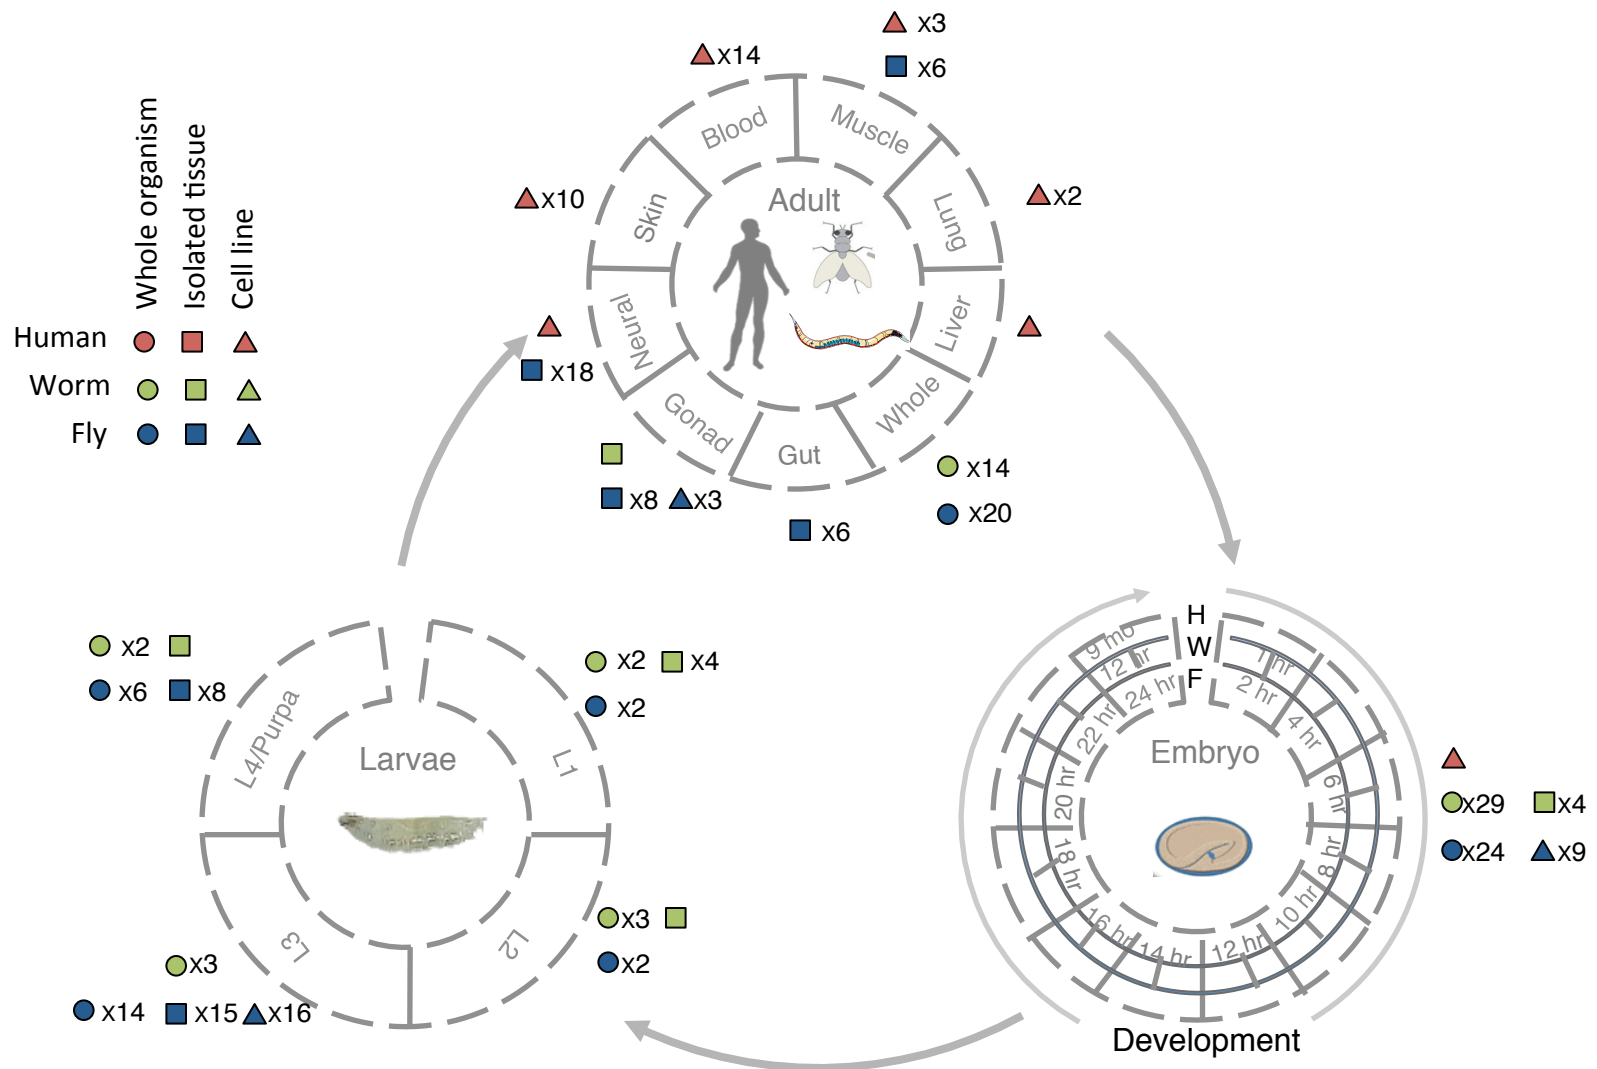 Whole organism
Isolated tissue
Cell line
Human
Worm
Fly
x3
x6
x14
x10
x2
x18
x8 x3
x6
x14
x20
Blood
Muscle
Skin
Lung
Neural
Liver
Gonad
Gut
Whole
Adult
x2
x6 x8
x2 x4
x2
L4/Purpa
L1
L3
L2
Larvae
x3
x14 x15 x16
x3
x2
H
W
F
9 mo
12 hr
24 hr
1 hr
2 hr
4 hr
6 hr
8 hr
10 hr
12 hr
14 hr
16 hr
18 hr
20 hr
22 hr
Embryo
x29 x4
x24 x9
Development